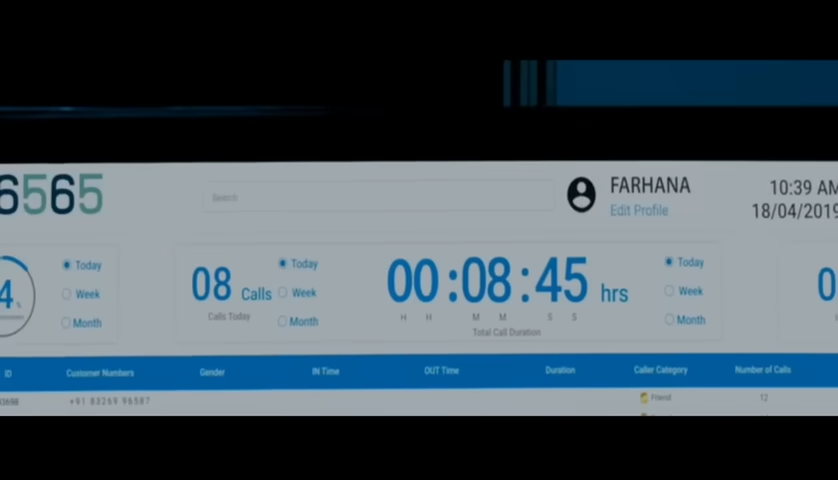 6565
Search
FARHANA
Edit Profile
10:39 AM
18/04/2019
4 %
Today
Week
Month
08 Calls
Calls Today
Today
Week
Month
00 :08 :45 hrs
H H M M S S
Total Call Duration
Today
Week
Month
0
ID Customer Numbers Gender IN Time OUT Time Duration Caller Category Number of Calls
+91 83269 96587 Friend 12